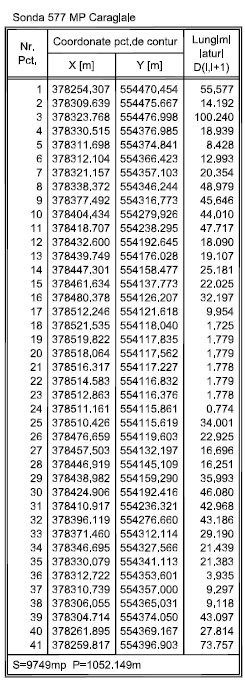 Sonda 577 MP Caraglale
Nr. Pct. Coordonate pct.de contur Lungimi laturi D(i,i+1)
X [m] Y [m]
1 378254,307 554470,454 55,577
2 378309.639 554475.667 14.192
3 378323.768 554476,998 100.240
4 378330.515 554376,985 18.939
5 378311,698 554374,841 8.428
6 378312,104 554366,423 12.993
7 378321,157 554357,103 20,354
8 378338,372 554346,244 48,979
9 378377,492 554316,773 45,646
10 378404,434 554279,926 44,010
11 378418.707 554238.295 47.717
12 378432.600 554192.645 18.090
13 378439.749 554176.028 19.107
14 378447,301 554158.477 25.181
15 378461,634 554137,773 22.025
16 378480,378 554126,207 32,197
17 378512,246 554121,618 9,954
18 378521,535 554118,040 1,725
19 378519,822 554117,835 1,779
20 378518,064 554117,562 1,779
21 378516.317 554117.227 1.778
22 378514.583 554116.832 1.779
23 378512.863 554116.376 1.778
24 378511,161 554115.861 0.774
25 378510,426 554115.619 34.001
26 378476,659 554119,603 22,925
27 378457,503 554132,197 16,696
28 378446,919 554145,109 16,251
29 378438,982 554159,290 35,993
30 378424,906 554192.416 46.080
31 378410.917 554236.321 42.968
32 378396.119 554276.660 43.186
33 378371.460 554312.114 29.190
34 378346,695 554327,566 21.439
35 378330,079 554341,113 21.383
36 378312,722 554353,601 3,935
37 378310,739 554357,000 9,297
38 378306,055 554365,031 9,118
39 378304,714 554374,050 43,097
40 378261,895 554369.167 27.814
41 378259.817 554396.903 73.757
S=9749mp P=1052.149m